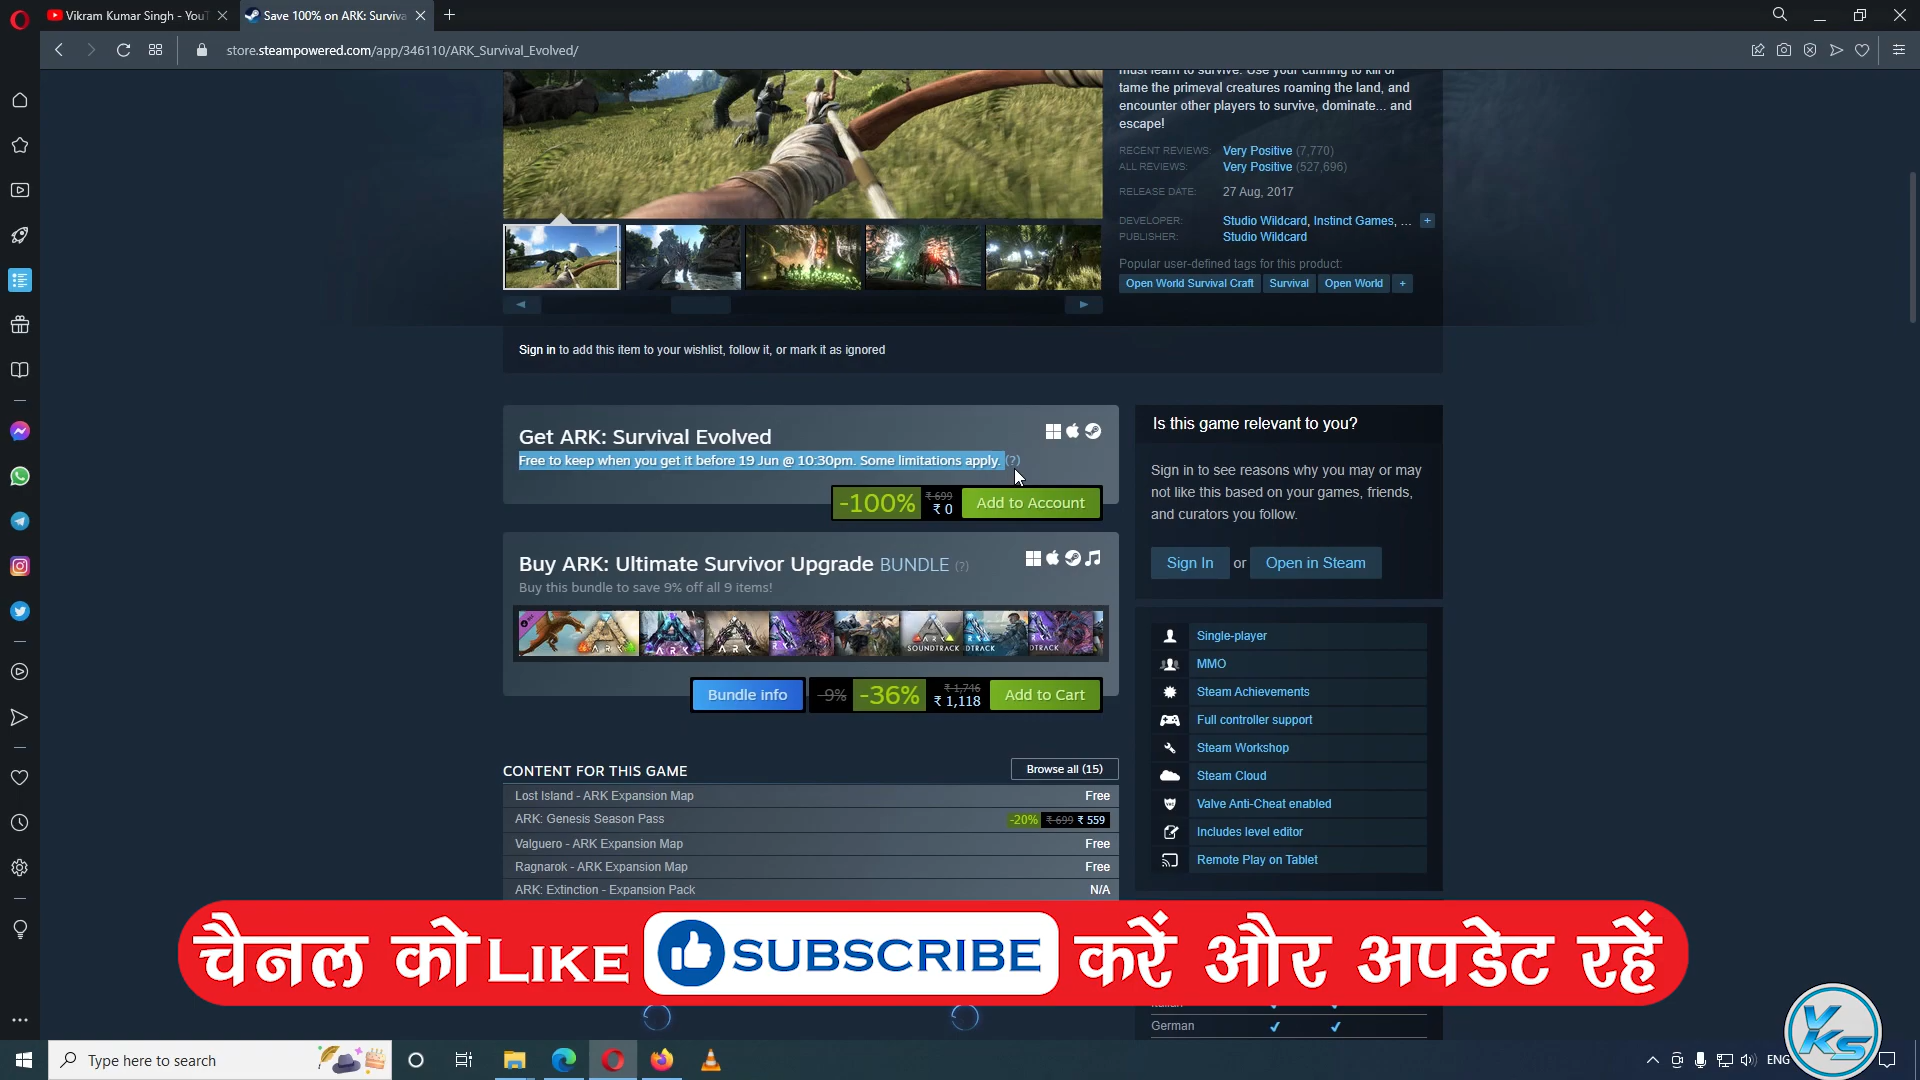 Vikram Kumar Singh - YouT
Save 100% on ARK: Surviva
store.steampowered.com/app/346110/ARK_Survival_Evolved/
must learn to survive. Use your cunning to kill or
tame the primeval creatures roaming the land, and
encounter other players to survive, dominate... and
escape!
RECENT REVIEWS: Very Positive (7,770)
ALL REVIEWS: Very Positive (527,696)
RELEASE DATE: 27 Aug, 2017
DEVELOPER: Studio Wildcard, Instinct Games, ... +
PUBLISHER: Studio Wildcard
Popular user-defined tags for this product:
Open World Survival Craft Survival Open World +
Sign in to add this item to your wishlist, follow it, or mark it as ignored
Get ARK: Survival Evolved
Free to keep when you get it before 19 Jun @ 10:30pm. Some limitations apply. (?)
-100% ₹ 699 ₹ 0 Add to Account
Buy ARK: Ultimate Survivor Upgrade BUNDLE (?)
Buy this bundle to save 9% off all 9 items!
Bundle info -9% -36% ₹ 1,746 ₹ 1,118 Add to Cart
CONTENT FOR THIS GAME Browse all (15)
Lost Island - ARK Expansion Map Free
ARK: Genesis Season Pass -20% ₹ 699 ₹ 559
Valguero - ARK Expansion Map Free
Ragnarok - ARK Expansion Map Free
ARK: Extinction - Expansion Pack N/A
Is this game relevant to you?
Sign in to see reasons why you may or may
not like this based on your games, friends,
and curators you follow.
Sign In or Open in Steam
Single-player
MMO
Steam Achievements
Full controller support
Steam Workshop
Steam Cloud
Valve Anti-Cheat enabled
Includes level editor
Remote Play on Tablet
चैनल को LIKE SUBSCRIBE करें और अपडेट रहें
German
VKS
Type here to search
ENG